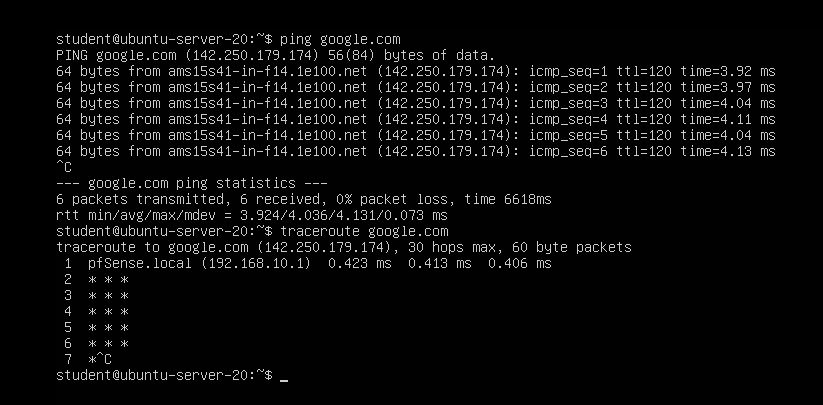 student@ubuntu-server-20:~$ ping google.com
PING google.com (142.250.179.174) 56(84) bytes of data.
64 bytes from ams15s41-in-f14.1e100.net (142.250.179.174): icmp_seq=1 ttl=120 time=3.92 ms
64 bytes from ams15s41-in-f14.1e100.net (142.250.179.174): icmp_seq=2 ttl=120 time=3.97 ms
64 bytes from ams15s41-in-f14.1e100.net (142.250.179.174): icmp_seq=3 ttl=120 time=4.04 ms
64 bytes from ams15s41-in-f14.1e100.net (142.250.179.174): icmp_seq=4 ttl=120 time=4.11 ms
64 bytes from ams15s41-in-f14.1e100.net (142.250.179.174): icmp_seq=5 ttl=120 time=4.04 ms
64 bytes from ams15s41-in-f14.1e100.net (142.250.179.174): icmp_seq=6 ttl=120 time=4.13 ms
^C
--- google.com ping statistics ---
6 packets transmitted, 6 received, 0% packet loss, time 6618ms
rtt min/avg/max/mdev = 3.924/4.036/4.131/0.073 ms
student@ubuntu-server-20:~$ traceroute google.com
traceroute to google.com (142.250.179.174), 30 hops max, 60 byte packets
 1  pfSense.local (192.168.10.1)  0.423 ms  0.413 ms  0.406 ms
 2  * * *
 3  * * *
 4  * * *
 5  * * *
 6  * * *
 7  *^C
student@ubuntu-server-20:~$ _